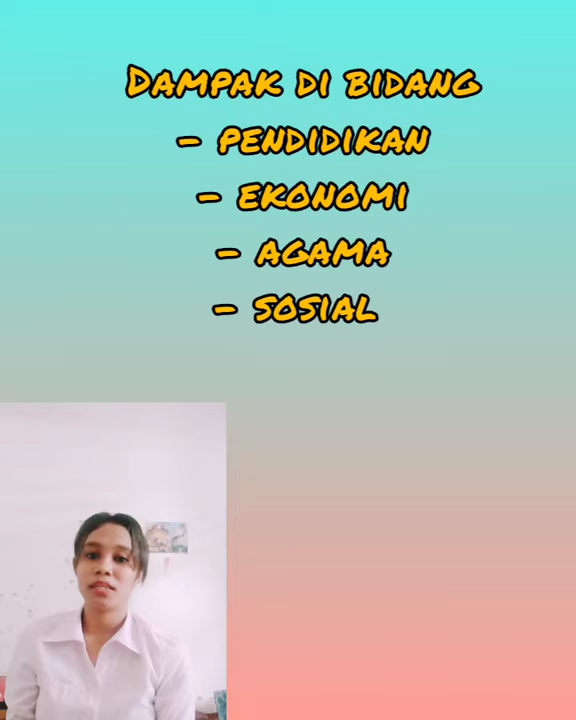 Dampak di bidang
- pendidikan
- ekonomi
- agama
- sosial